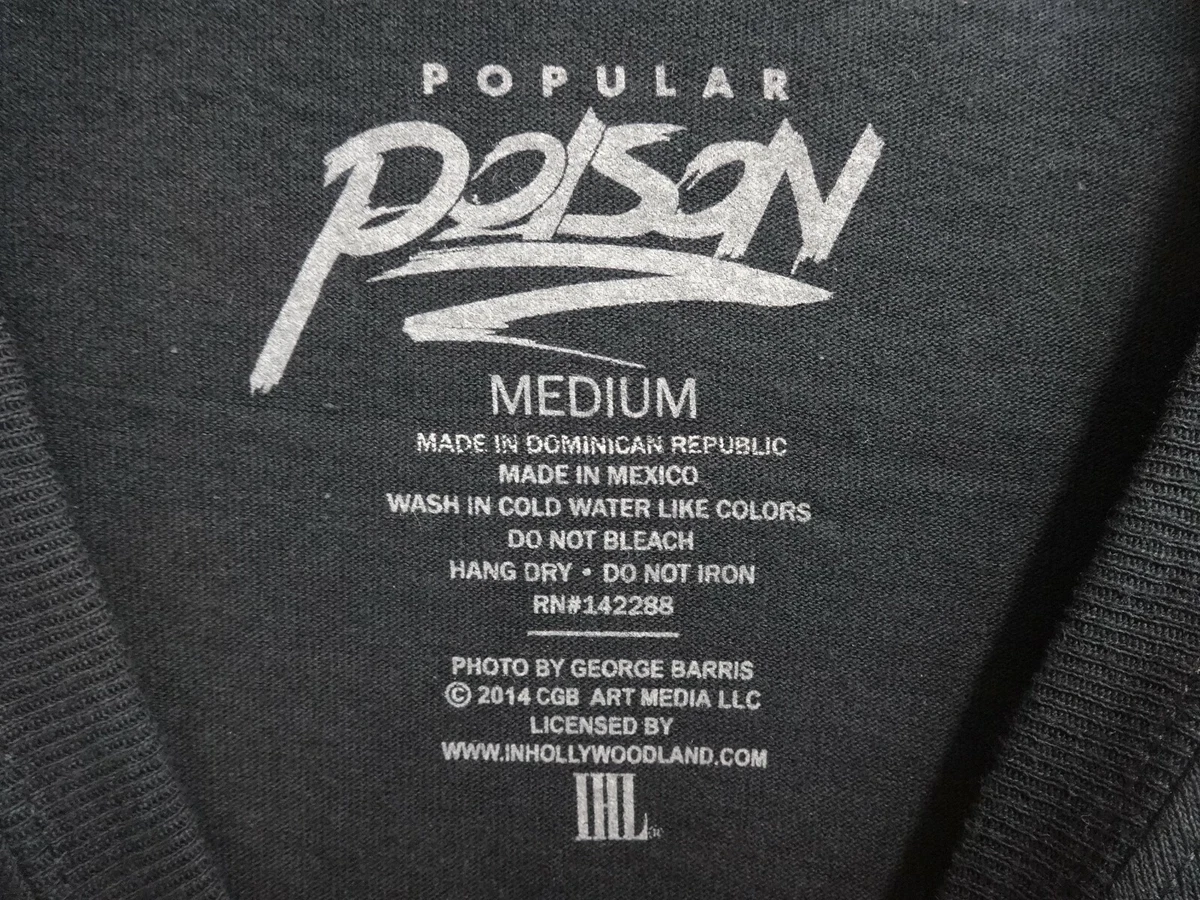 POPULAR
POISON
MEDIUM
MADE IN DOMINICAN REPUBLIC
MADE IN MEXICO
WASH IN COLD WATER LIKE COLORS
DO NOT BLEACH
HANG DRY • DO NOT IRON
RN#142288
PHOTO BY GEORGE BARRIS
© 2014 CGB ART MEDIA LLC
LICENSED BY
WWW.INHOLLYWOODLAND.COM
IHL